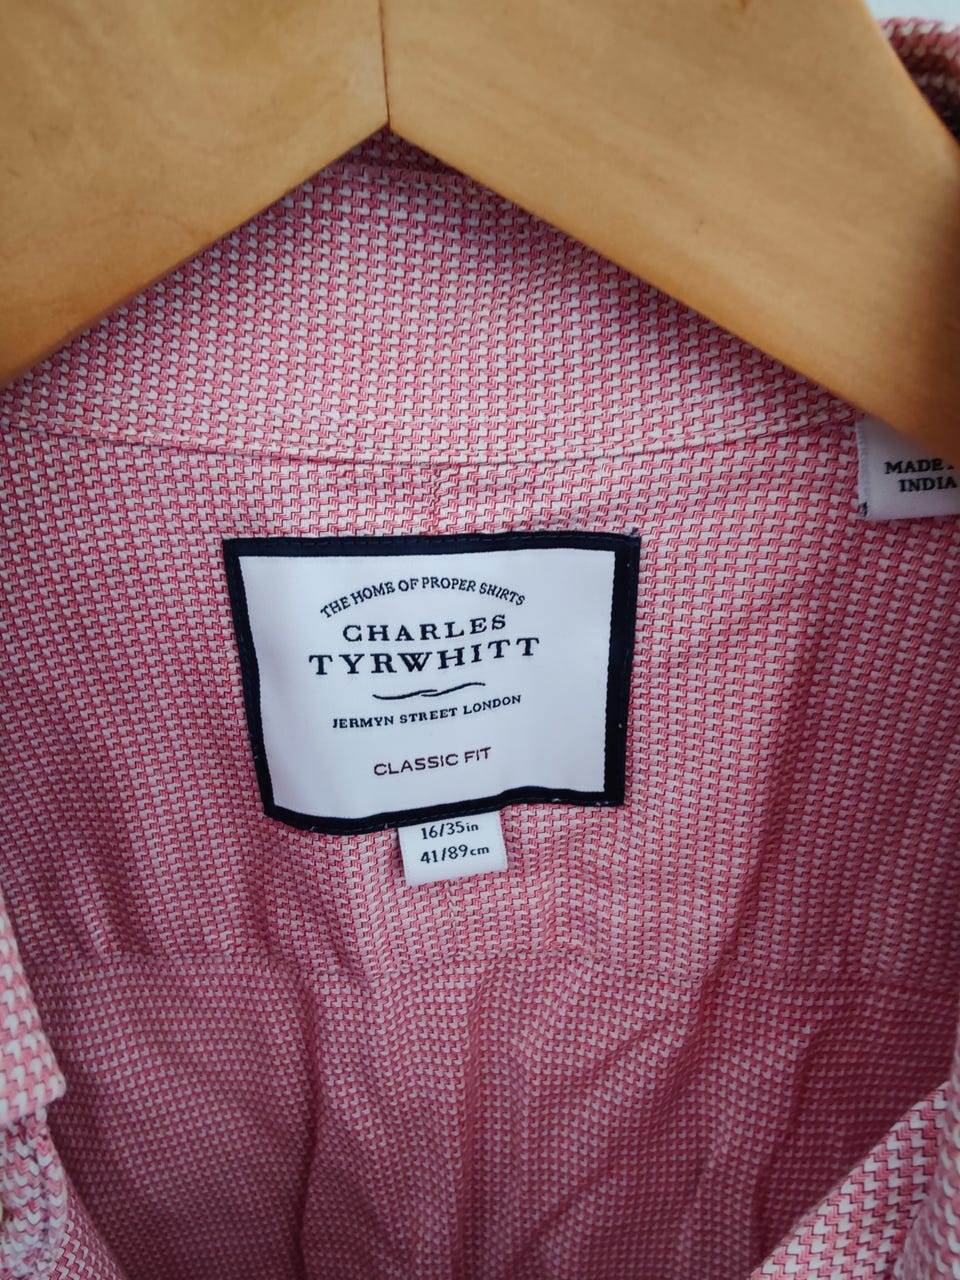 THE HOME OF PROPER SHIRTS
CHARLES
TYRWHITT
JERMYN STREET LONDON
CLASSIC FIT
16/35in
41/89cm
MADE
INDIA